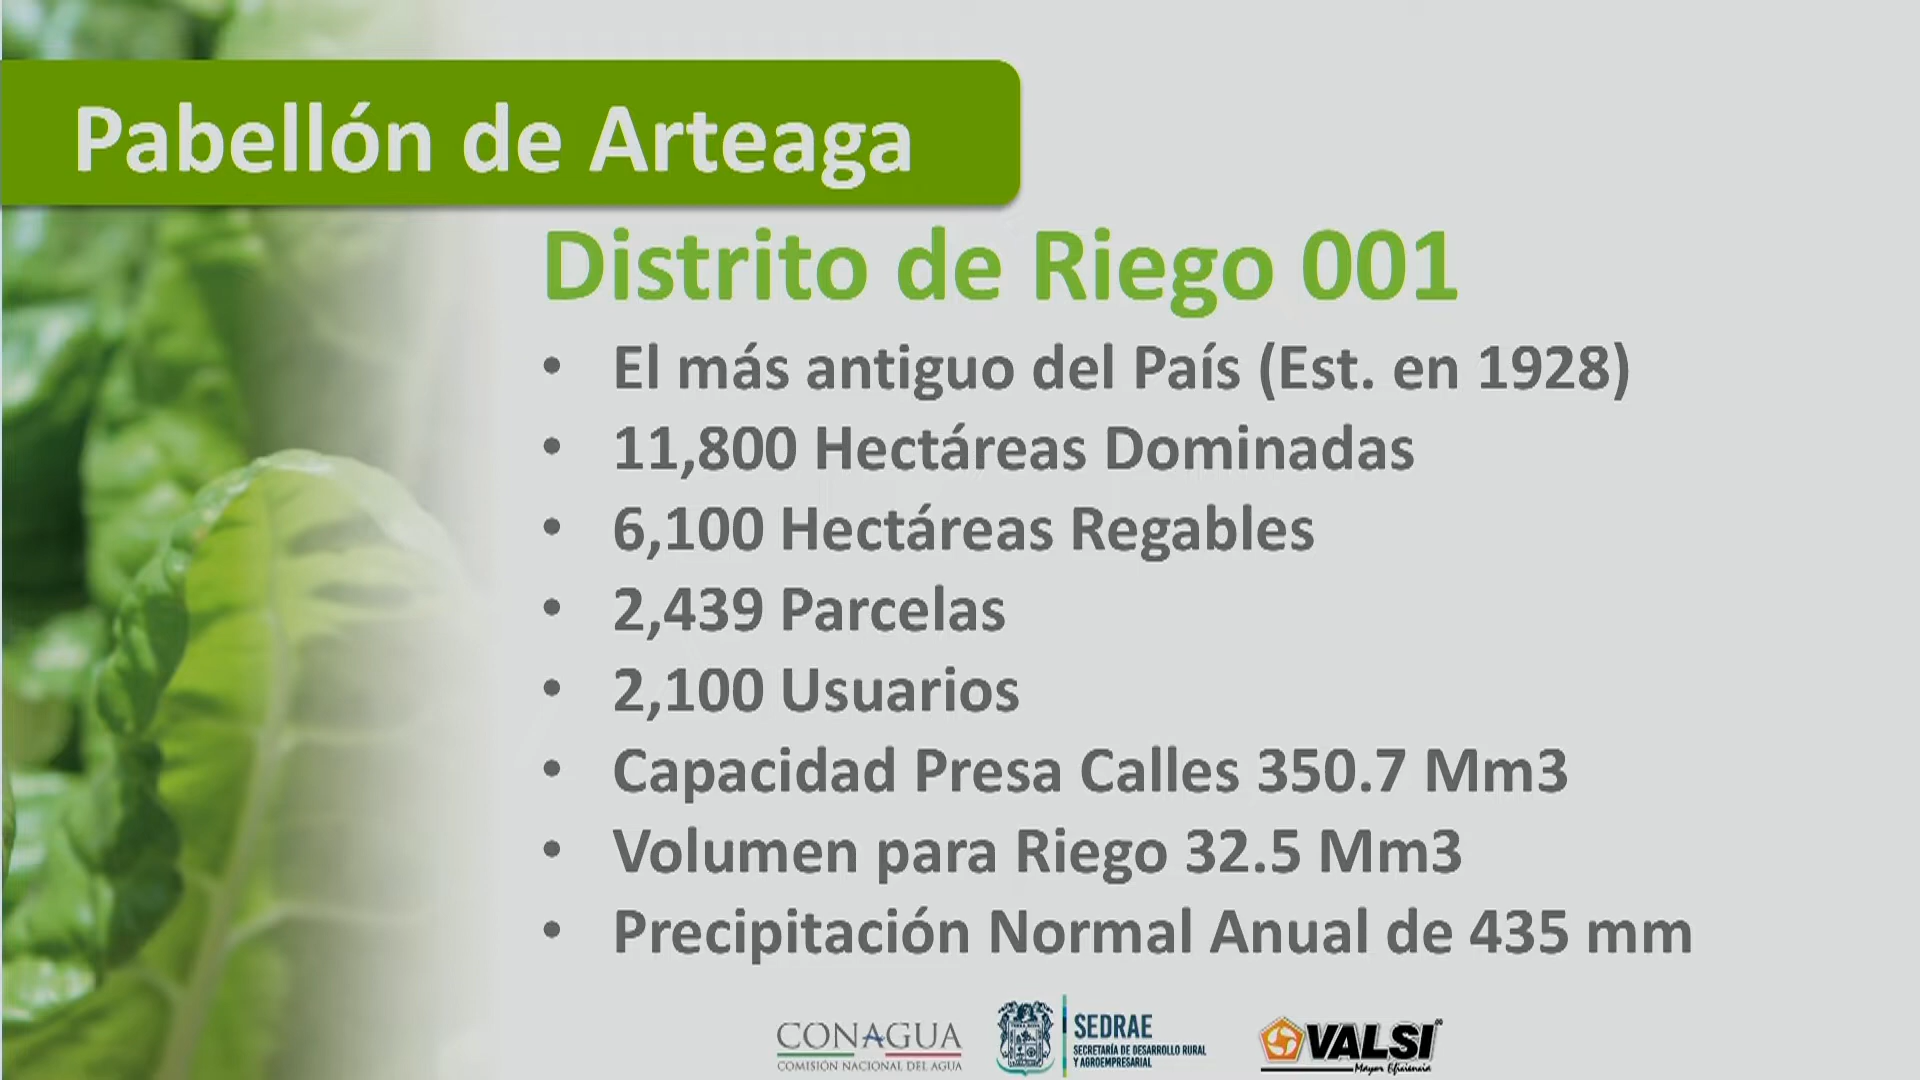 Pabellón de Arteaga
Distrito de Riego 001
• El más antiguo del País (Est. en 1928)
• 11,800 Hectáreas Dominadas
• 6,100 Hectáreas Regables
• 2,439 Parcelas
• 2,100 Usuarios
• Capacidad Presa Calles 350.7 Mm3
• Volumen para Riego 32.5 Mm3
• Precipitación Normal Anual de 435 mm
CONAGUA
COMISIÓN NACIONAL DEL AGUA
SEDRAE
SECRETARÍA DE DESARROLLO RURAL
Y AGROEMPRESARIAL
VALSI
Mayor Eficiencia